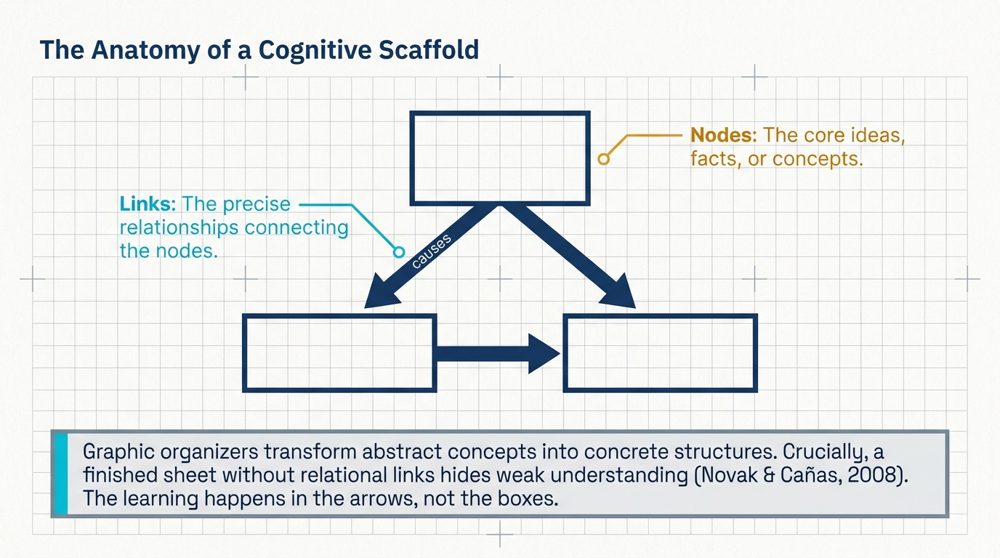 The Anatomy of a Cognitive Scaffold
Nodes: The core ideas,
facts, or concepts.
Links: The precise
relationships connecting
the nodes.
causes
Graphic organizers transform abstract concepts into concrete structures. Crucially, a
finished sheet without relational links hides weak understanding (Novak & Cañas, 2008).
The learning happens in the arrows, not the boxes.